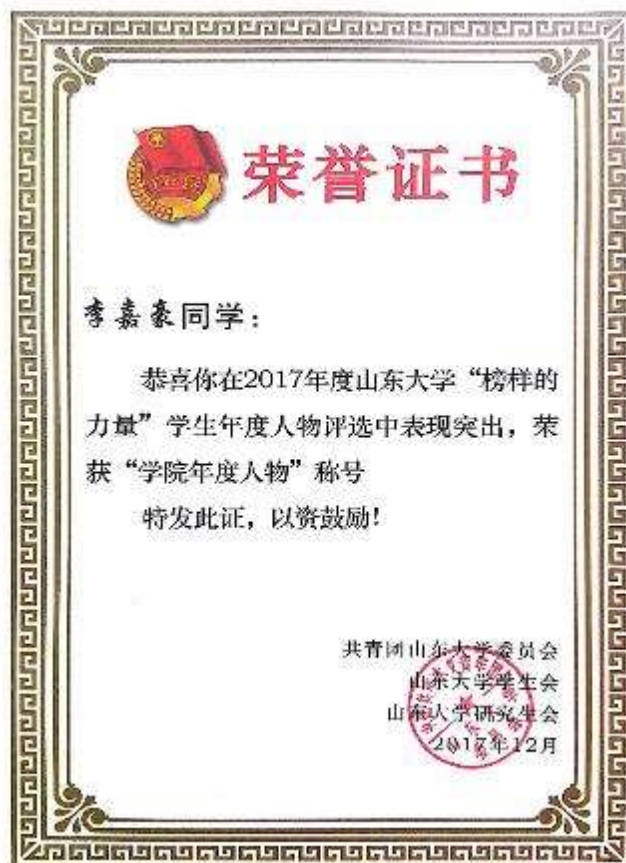 荣誉证书
李嘉豪同学：
恭喜你在2017年度山东大学“榜样的
力量”学生年度人物评选中表现突出，荣
获“学院年度人物”称号
特发此证，以资鼓励！
共青团山东大学委员会
山东大学学生会
山东大学研究生会
2017年12月